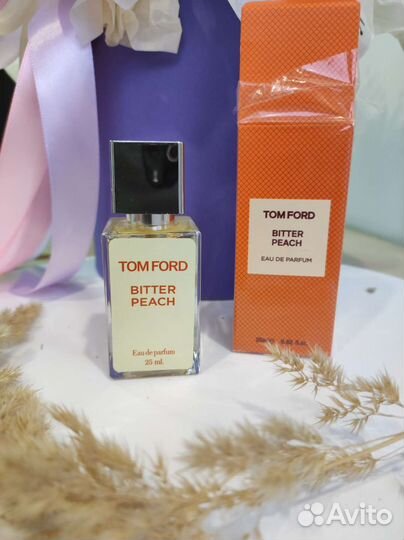 TOM FORD
BITTER
PEACH
Eau de parfum
25 ml.
TOM FORD
BITTER
PEACH
EAU DE PARFUM
Avito